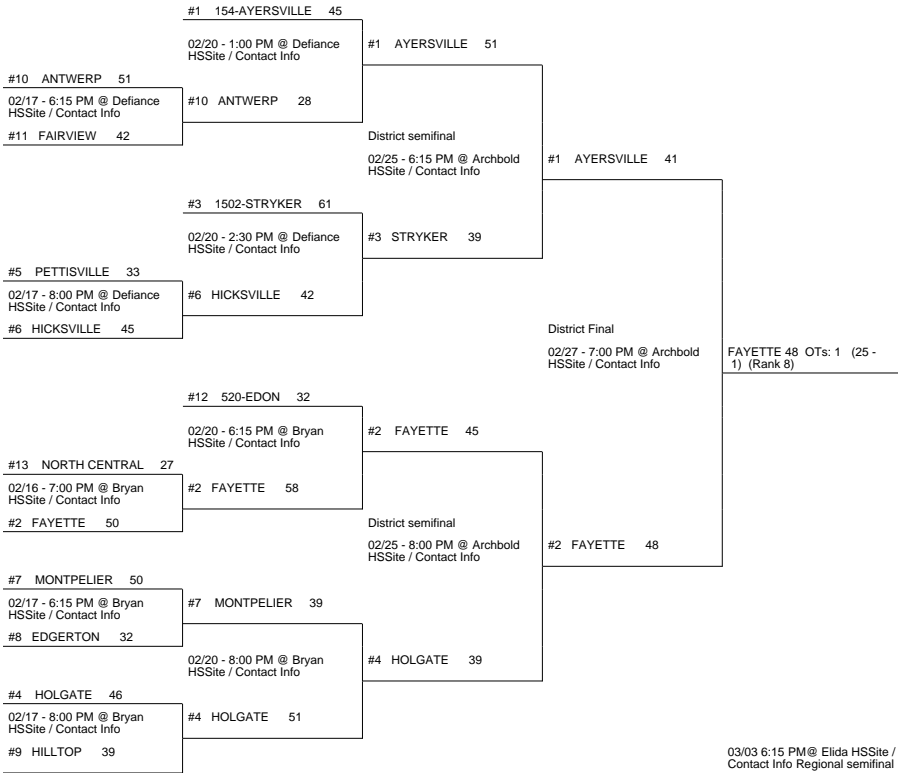 #1 154-AYERSVILLE 45
02/20 - 1:00 PM @ Defiance
HSSite / Contact Info
#1 AYERSVILLE 51
#10 ANTWERP 51
02/17 - 6:15 PM @ Defiance
HSSite / Contact Info
#10 ANTWERP 28
#11 FAIRVIEW 42
District semifinal
02/25 - 6:15 PM @ Archbold
HSSite / Contact Info
#1 AYERSVILLE 41
#3 1502-STRYKER 61
02/20 - 2:30 PM @ Defiance
HSSite / Contact Info
#3 STRYKER 39
#5 PETTISVILLE 33
02/17 - 8:00 PM @ Defiance
HSSite / Contact Info
#6 HICKSVILLE 42
#6 HICKSVILLE 45
District Final
02/27 - 7:00 PM @ Archbold
HSSite / Contact Info
FAYETTE 48 OTs: 1 (25 -
1) (Rank 8)
#12 520-EDON 32
02/20 - 6:15 PM @ Bryan
HSSite / Contact Info
#2 FAYETTE 45
#13 NORTH CENTRAL 27
02/16 - 7:00 PM @ Bryan
HSSite / Contact Info
#2 FAYETTE 58
#2 FAYETTE 50
District semifinal
02/25 - 8:00 PM @ Archbold
HSSite / Contact Info
#2 FAYETTE 48
#7 MONTPELIER 50
02/17 - 6:15 PM @ Bryan
HSSite / Contact Info
#7 MONTPELIER 39
#8 EDGERTON 32
02/20 - 8:00 PM @ Bryan
HSSite / Contact Info
#4 HOLGATE 39
#4 HOLGATE 46
02/17 - 8:00 PM @ Bryan
HSSite / Contact Info
#4 HOLGATE 51
#9 HILLTOP 39
03/03 6:15 PM@ Elida HSSite /
Contact Info Regional semifinal